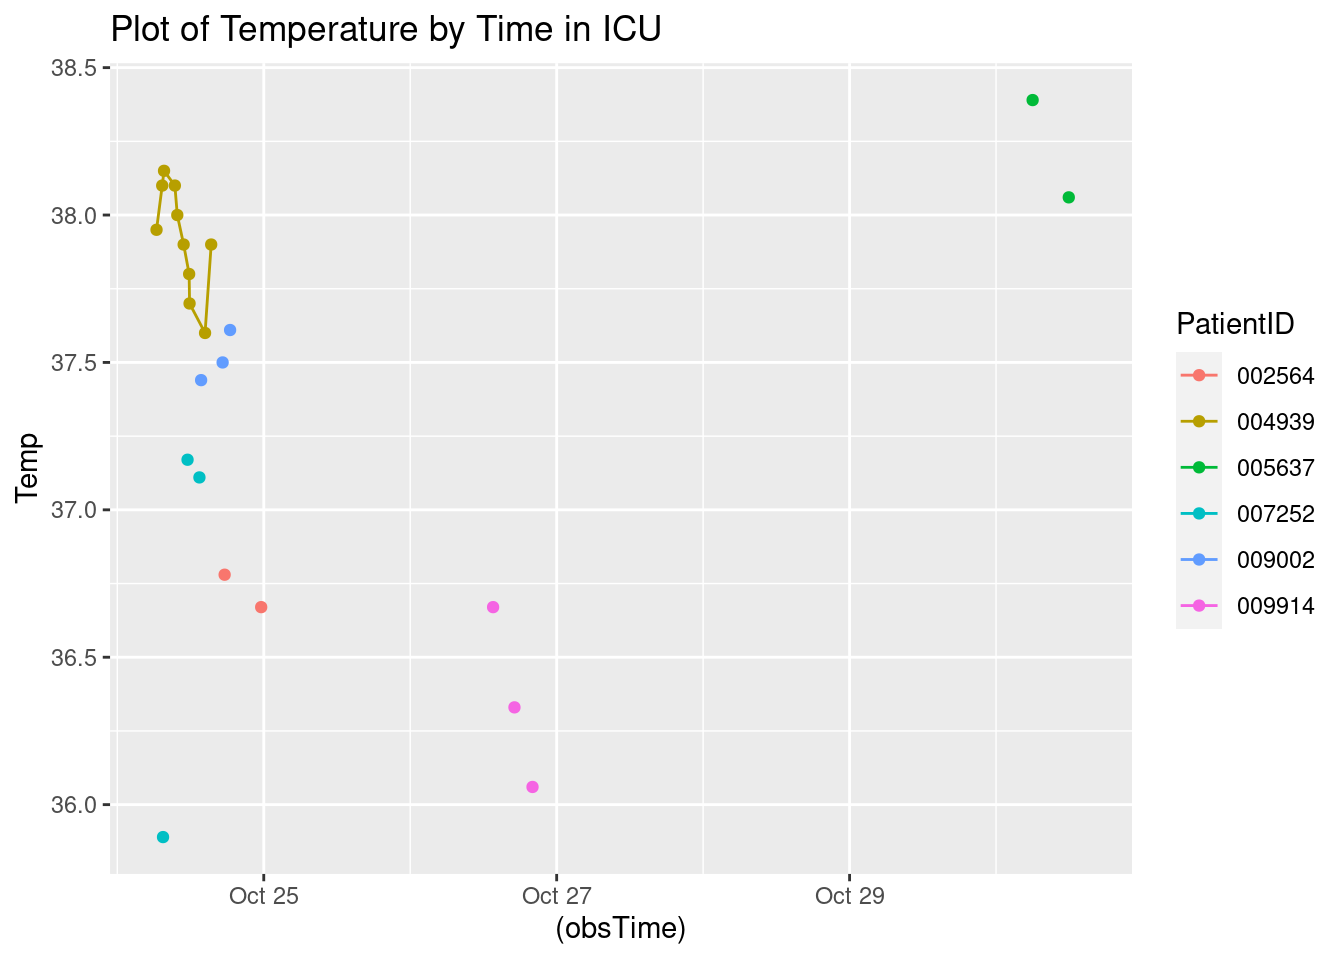 Plot of Temperature by Time in ICU
38.5
38.0
37.5
37.0
36.5
36.0
Temp
Oct 25
Oct 27
Oct 29
(obsTime)
PatientID
002564
004939
005637
007252
009002
009914